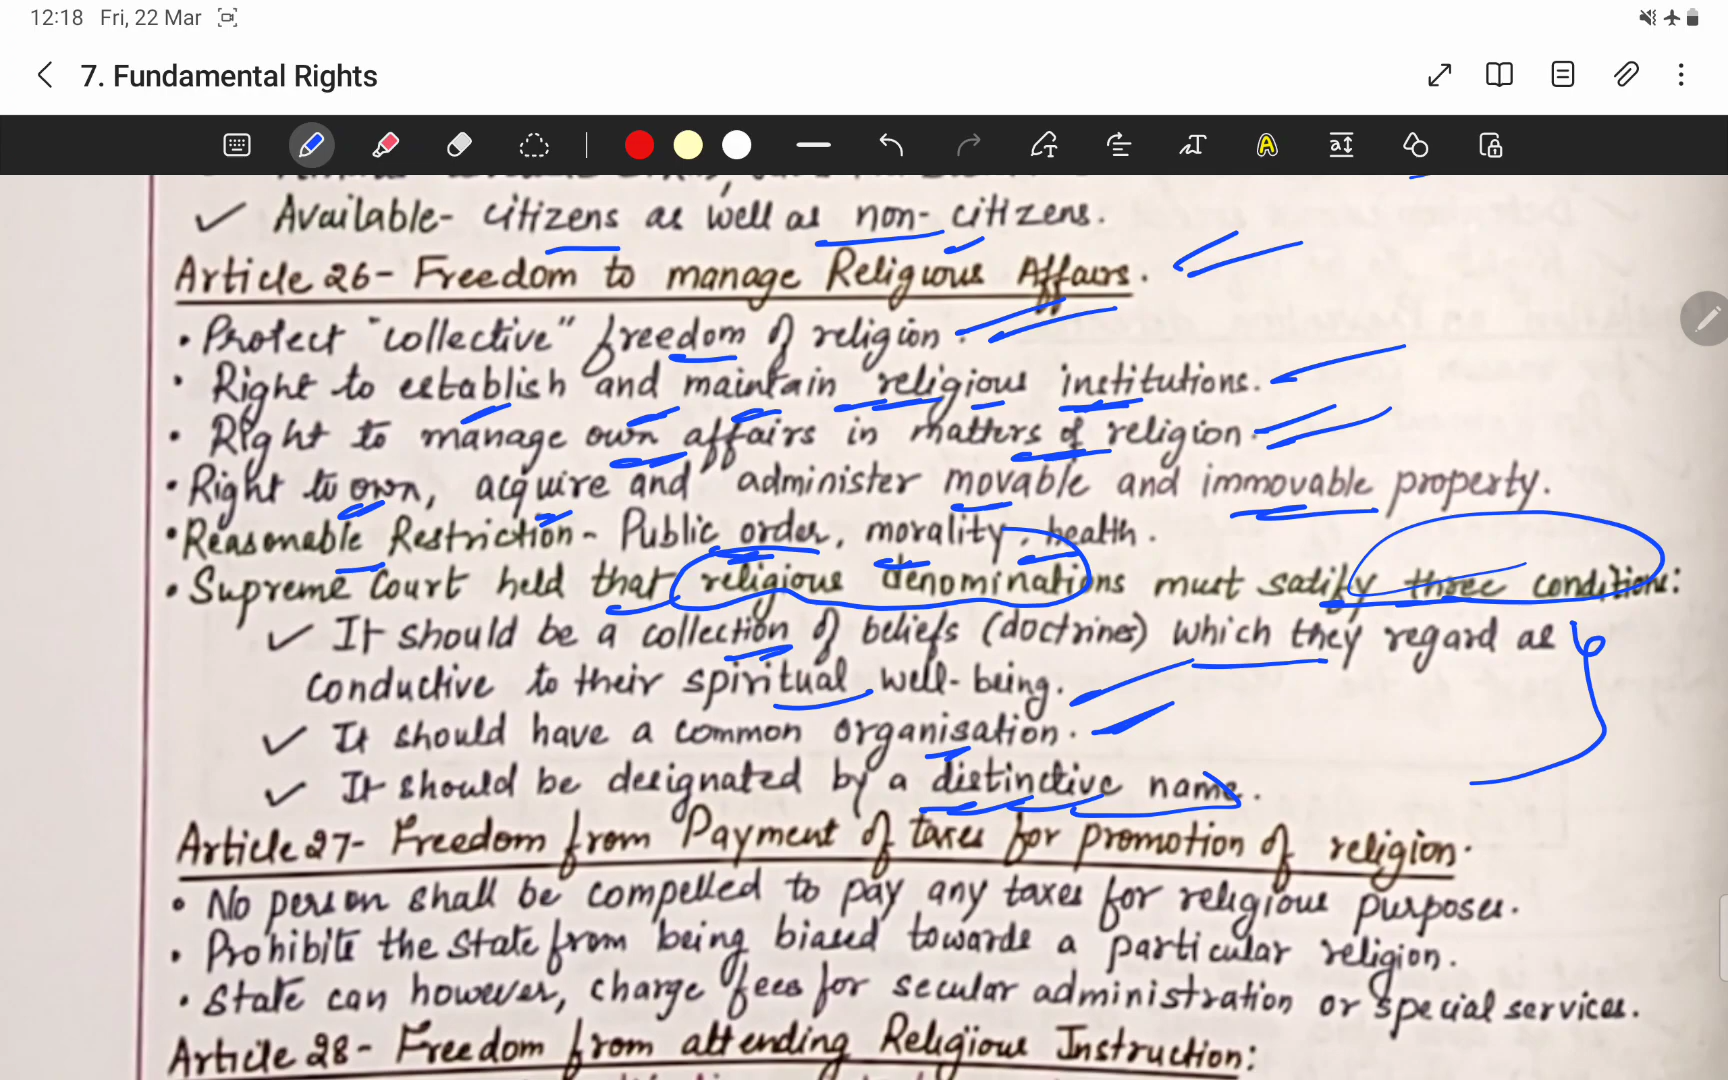 12:18 Fri, 22 Mar
7. Fundamental Rights
✓ Available- citizens as well as non- citizens.
Article 26- Freedom to manage Religious Affairs.
• Protect "collective" freedom of religion.
• Right to establish and maintain religious institutions.
• Right to manage own affairs in matters of religion.
• Right to own, acquire and administer movable and immovable property.
• Reasonable Restriction- Public order, morality, health.
• Supreme Court held that religious denominations must satisfy three conditions:
✓ It should be a collection of beliefs (doctrines) which they regard as
conductive to their spiritual well-being.
✓ It should have a common organisation.
✓ It should be designated by a distinctive name.
Article 27- Freedom from Payment of taxes for promotion of religion.
• No person shall be compelled to pay any taxes for religious purposes.
• Prohibits the State from being biased towards a particular religion.
• State can however, charge fees for secular administration or special services.
Article 28- Freedom from attending Religious Instruction: